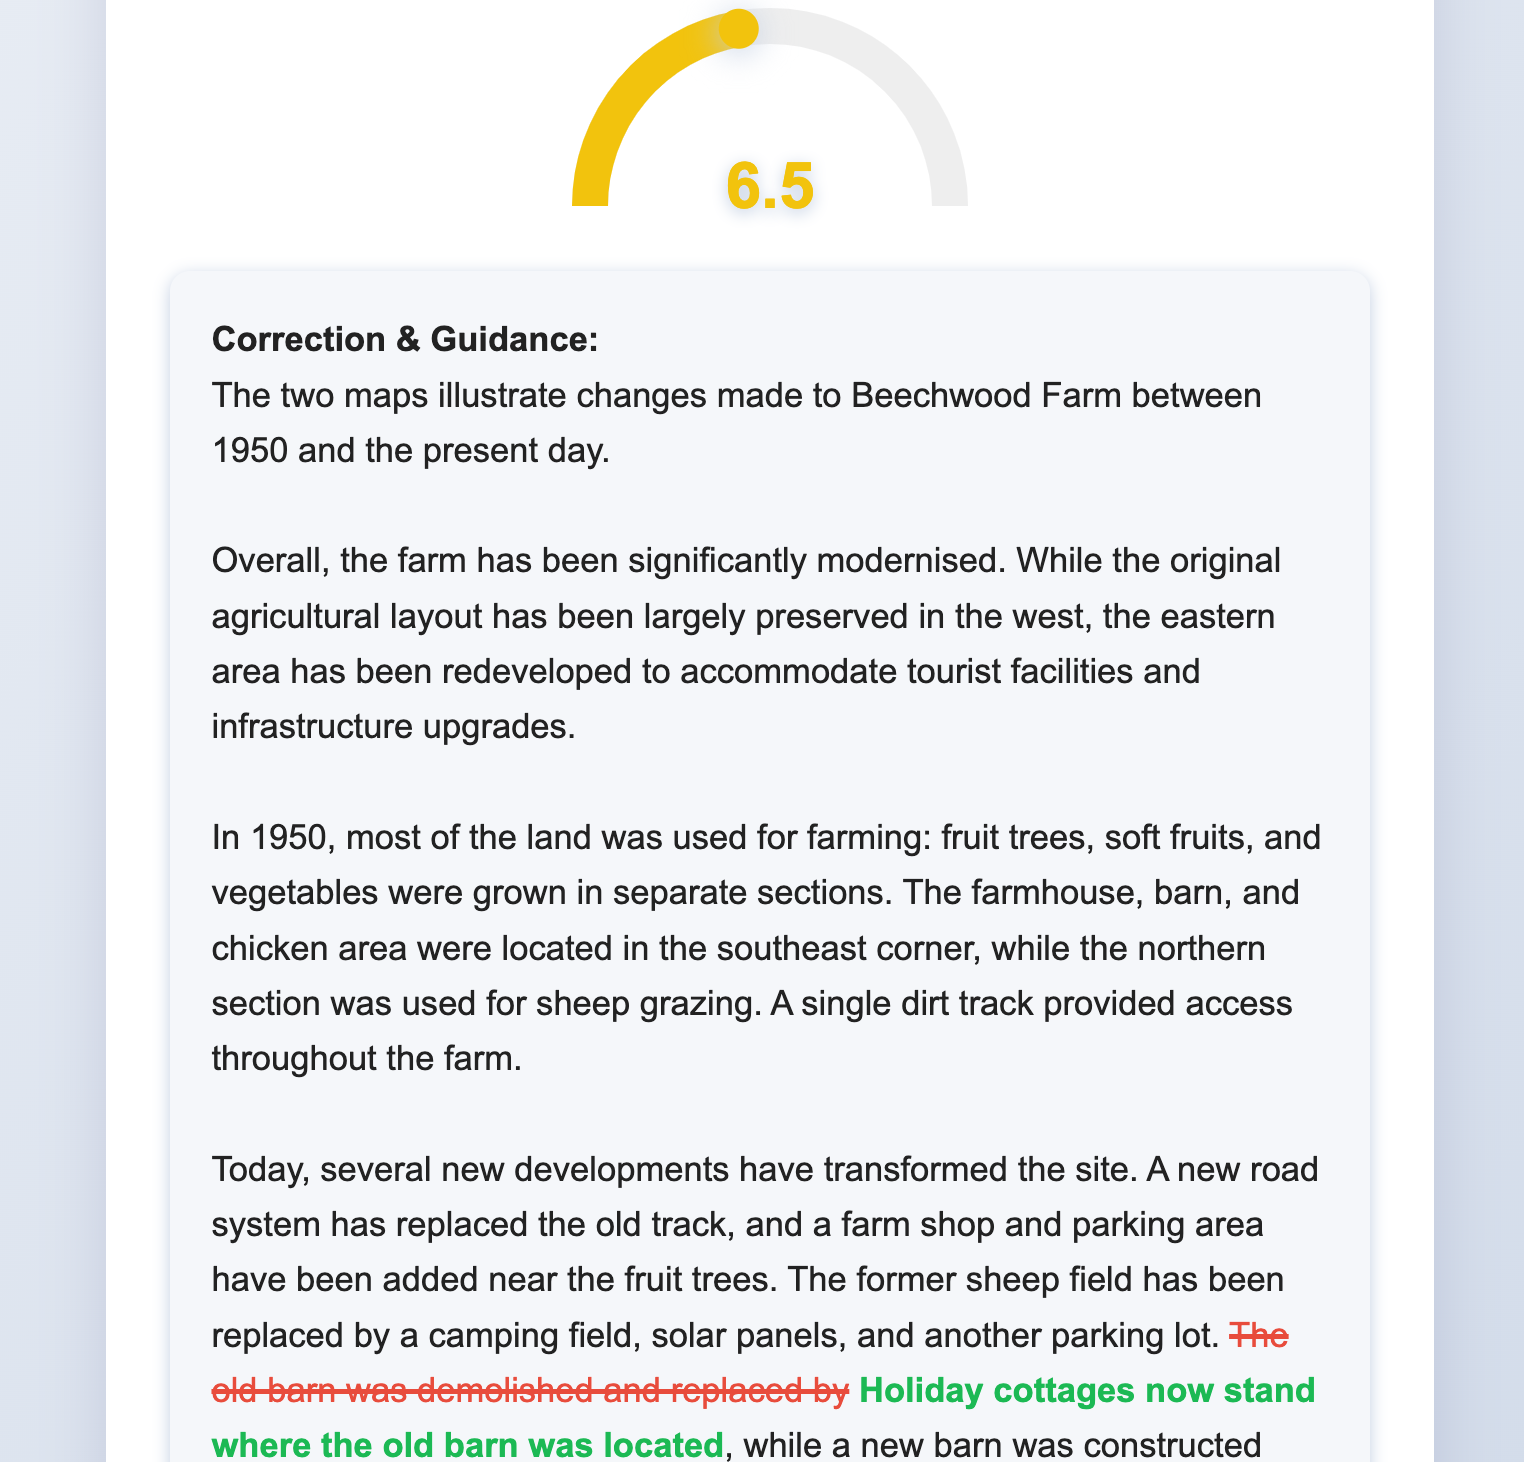 6.5
Correction & Guidance:
The two maps illustrate changes made to Beechwood Farm between
1950 and the present day.
Overall, the farm has been significantly modernised. While the original
agricultural layout has been largely preserved in the west, the eastern
area has been redeveloped to accommodate tourist facilities and
infrastructure upgrades.
In 1950, most of the land was used for farming: fruit trees, soft fruits, and
vegetables were grown in separate sections. The farmhouse, barn, and
chicken area were located in the southeast corner, while the northern
section was used for sheep grazing. A single dirt track provided access
throughout the farm.
Today, several new developments have transformed the site. A new road
system has replaced the old track, and a farm shop and parking area
have been added near the fruit trees. The former sheep field has been
replaced by a camping field, solar panels, and another parking lot. The
old barn was demolished and replaced by Holiday cottages now stand
where the old barn was located, while a new barn was constructed